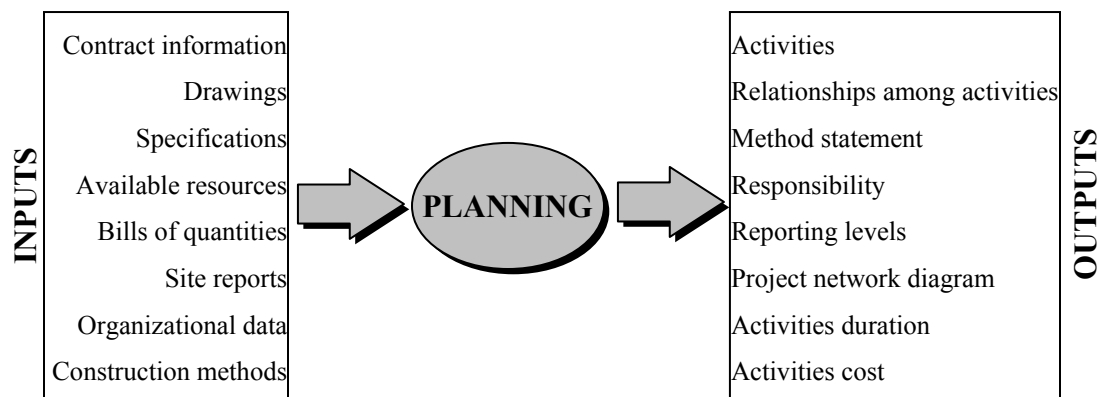 INPUTS
Contract information
Drawings
Specifications
Available resources
Bills of quantities
Site reports
Organizational data
Construction methods
PLANNING
Activities
Relationships among activities
Method statement
Responsibility
Reporting levels
Project network diagram
Activities duration
Activities cost
OUTPUTS